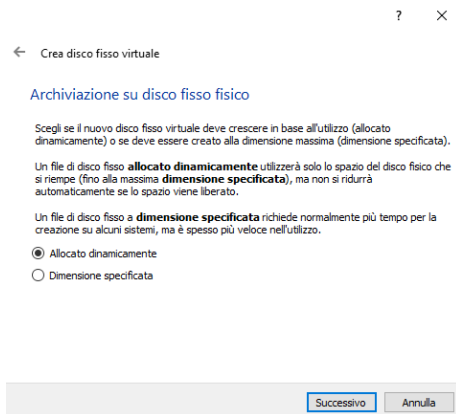 ?
Crea disco fisso virtuale
Archiviazione su disco fisso fisico
Scegli se il nuovo disco fisso virtuale deve crescere in base all'utilizzo (allocato
dinamicamente) o se deve essere creato alla dimensione massima (dimensione specificata).
Un file di disco fisso allocato dinamicamente utilizzerà solo lo spazio del disco fisico che
si riempe (fino alla massima dimensione specificata), ma non si ridurrà
automaticamente se lo spazio viene liberato.
Un file di disco fisso a dimensione specificata richiede normalmente più tempo per la
creazione su alcuni sistemi, ma è spesso più veloce nell'utilizzo.
Allocato dinamicamente
Dimensione specificata
Successivo Annulla